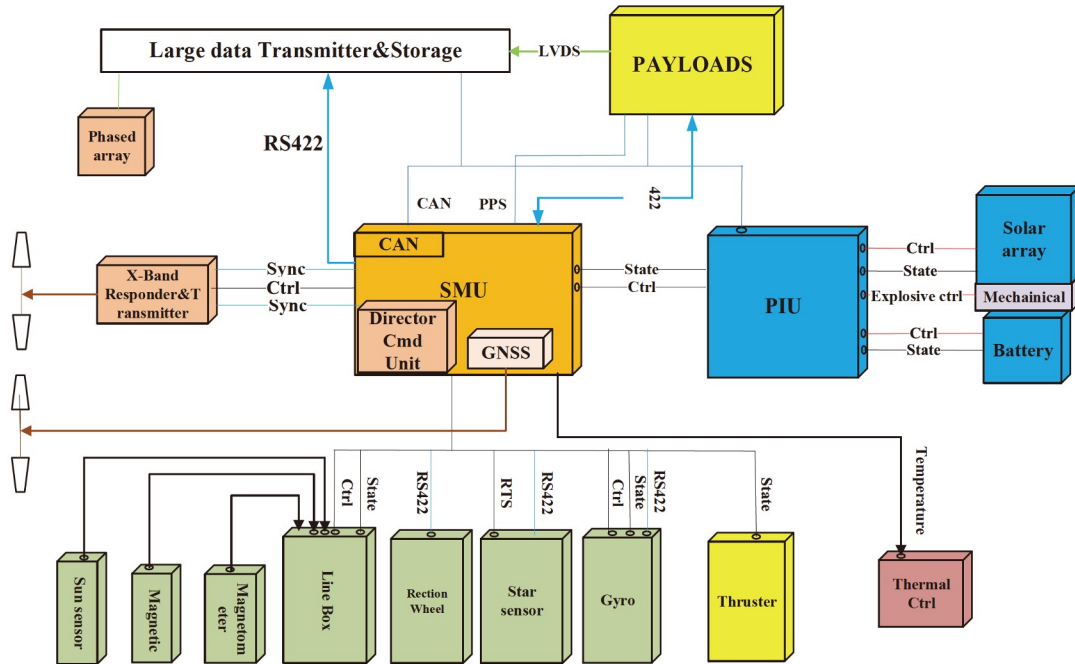 Large data Transmitter&Storage
LVDS
PAYLOADS
Phased
array
RS422
CAN
PPS
422
CAN
SMU
Director
Cmd
Unit
GNSS
X-Band
Responder&T
ransmitter
Sync
Ctrl
Sync
State
Ctrl
PIU
Ctrl
State
Explosive ctrl
Ctrl
State
Solar
array
Mechainical
Battery
Temperature
Ctrl
State
RS422
RTS
RS422
Ctrl
State
RS422
State
Sun sensor
Magnetic
Magnetom
eter
Line Box
Rection
Wheel
Star
sensor
Gyro
Thruster
Thermal
Ctrl